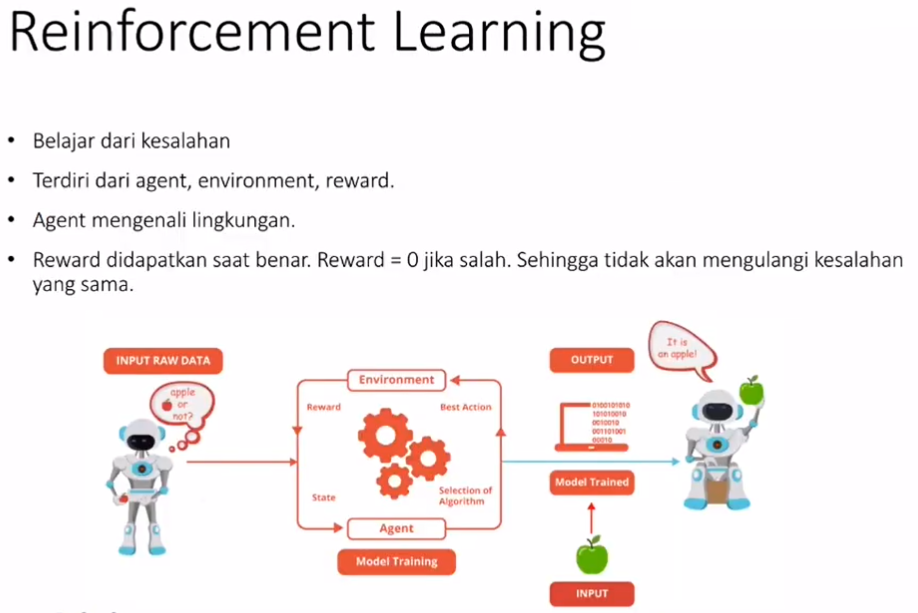 Reinforcement Learning
• Belajar dari kesalahan
• Terdiri dari agent, environment, reward.
• Agent mengenali lingkungan.
• Reward didapatkan saat benar. Reward = 0 jika salah. Sehingga tidak akan mengulangi kesalahan
yang sama.
INPUT RAW DATA
apple
or
not?
Environment
Reward
Best Action
State
Selection of
Algorithm
Agent
Model Training
OUTPUT
0100101010
101010010
0010010
001101001
00010
Model Trained
INPUT
It is
an apple!